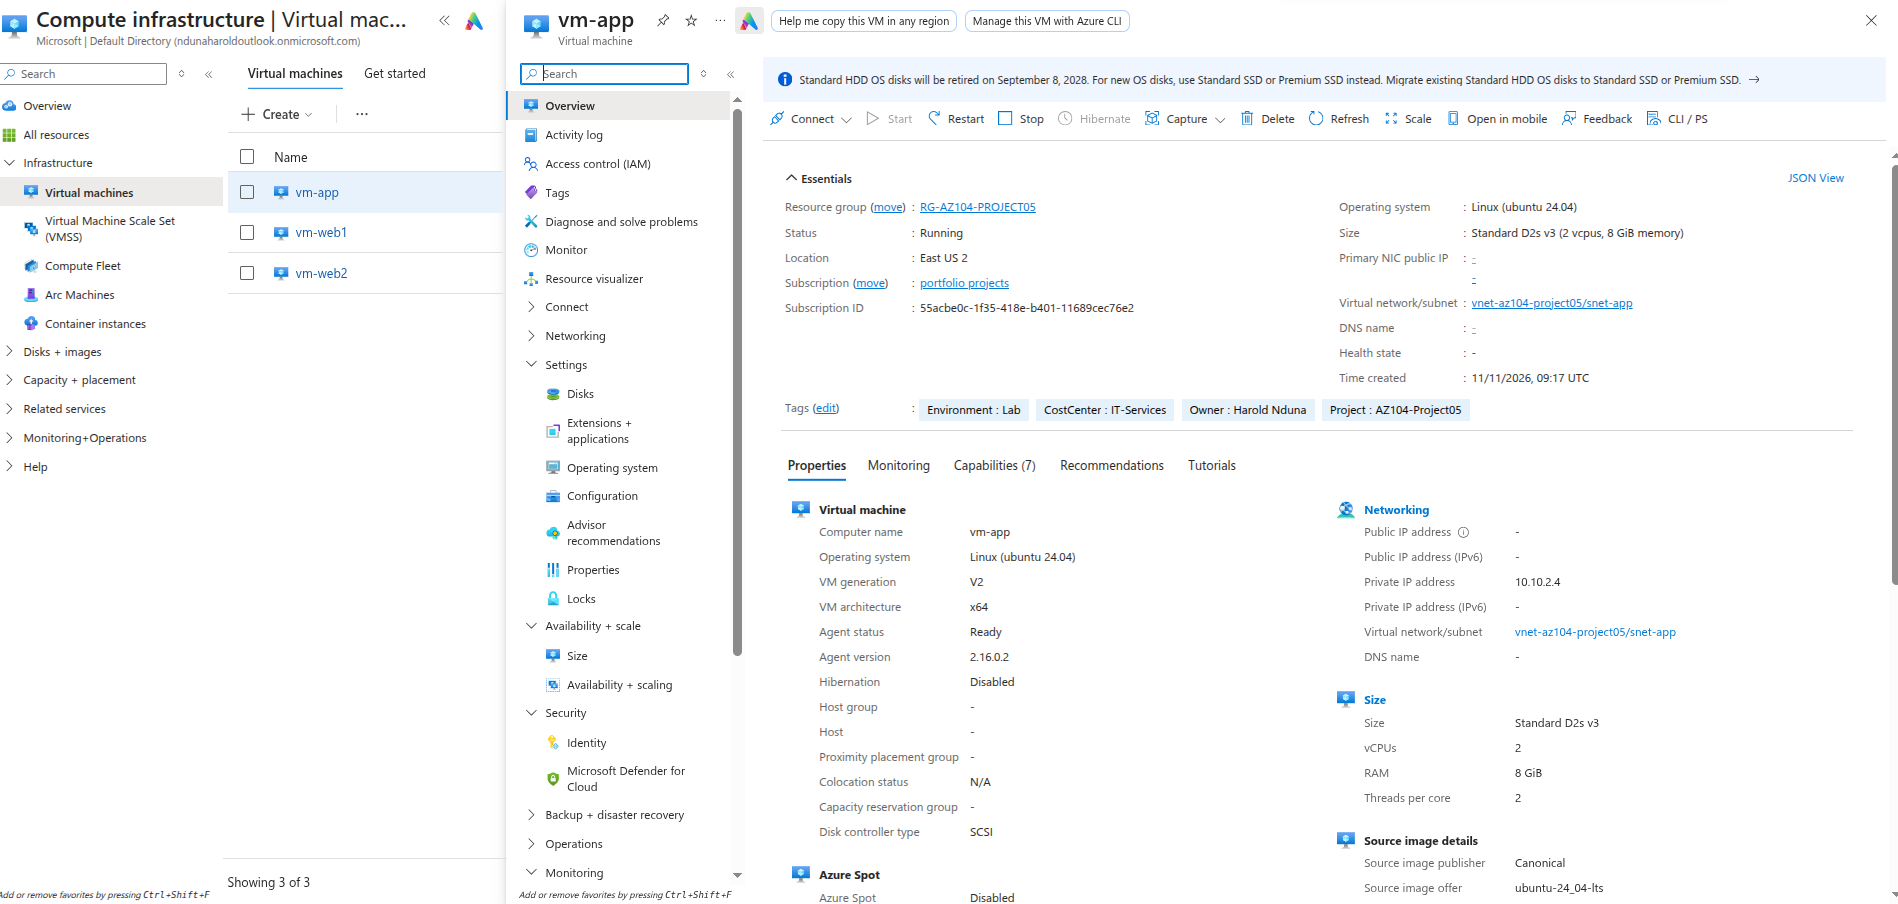 Compute infrastructure | Virtual mac...
Microsoft | Default Directory (ndunaharoldoutlook.onmicrosoft.com)
Search
Overview
All resources
Infrastructure
Virtual machines
Virtual Machine Scale Set
(VMSS)
Compute Fleet
Arc Machines
Container instances
Disks + images
Capacity + placement
Related services
Monitoring+Operations
Help
Add or remove favorites by pressing Ctrl+Shift+F
Virtual machines Get started
Create ...
Name
vm-app
vm-web1
vm-web2
Showing 3 of 3
vm-app
Virtual machine
... Help me copy this VM in any region Manage this VM with Azure CLI
Search
Overview
Activity log
Access control (IAM)
Tags
Diagnose and solve problems
Monitor
Resource visualizer
Connect
Networking
Settings
Disks
Extensions +
applications
Operating system
Configuration
Advisor
recommendations
Properties
Locks
Availability + scale
Size
Availability + scaling
Security
Identity
Microsoft Defender for
Cloud
Backup + disaster recovery
Operations
Monitoring
Add or remove favorites by pressing Ctrl+Shift+F
Standard HDD OS disks will be retired on September 8, 2028. For new OS disks, use Standard SSD or Premium SSD instead. Migrate existing Standard HDD OS disks to Standard SSD or Premium SSD. →
Connect Start Restart Stop Hibernate Capture Delete Refresh Scale Open in mobile Feedback CLI / PS
Essentials JSON View
Resource group (move) : RG-AZ104-PROJECT05
Status : Running
Location : East US 2
Subscription (move) : portfolio projects
Subscription ID : 55acbe0c-1f35-418e-b401-11689cec76e2
Operating system : Linux (ubuntu 24.04)
Size : Standard D2s v3 (2 vcpus, 8 GiB memory)
Primary NIC public IP : -
-
Virtual network/subnet : vnet-az104-project05/snet-app
DNS name : -
Health state : -
Time created : 11/11/2026, 09:17 UTC
Tags (edit) : Environment : Lab CostCenter : IT-Services Owner : Harold Nduna Project : AZ104-Project05
Properties Monitoring Capabilities (7) Recommendations Tutorials
Virtual machine
Computer name vm-app
Operating system Linux (ubuntu 24.04)
VM generation V2
VM architecture x64
Agent status Ready
Agent version 2.16.0.2
Hibernation Disabled
Host group -
Host -
Proximity placement group -
Colocation status N/A
Capacity reservation group -
Disk controller type SCSI
Azure Spot
Azure Spot Disabled
Networking
Public IP address -
Public IP address (IPv6) -
Private IP address 10.10.2.4
Private IP address (IPv6) -
Virtual network/subnet vnet-az104-project05/snet-app
DNS name -
Size
Size Standard D2s v3
vCPUs 2
RAM 8 GiB
Threads per core 2
Source image details
Source image publisher Canonical
Source image offer ubuntu-24_04-lts